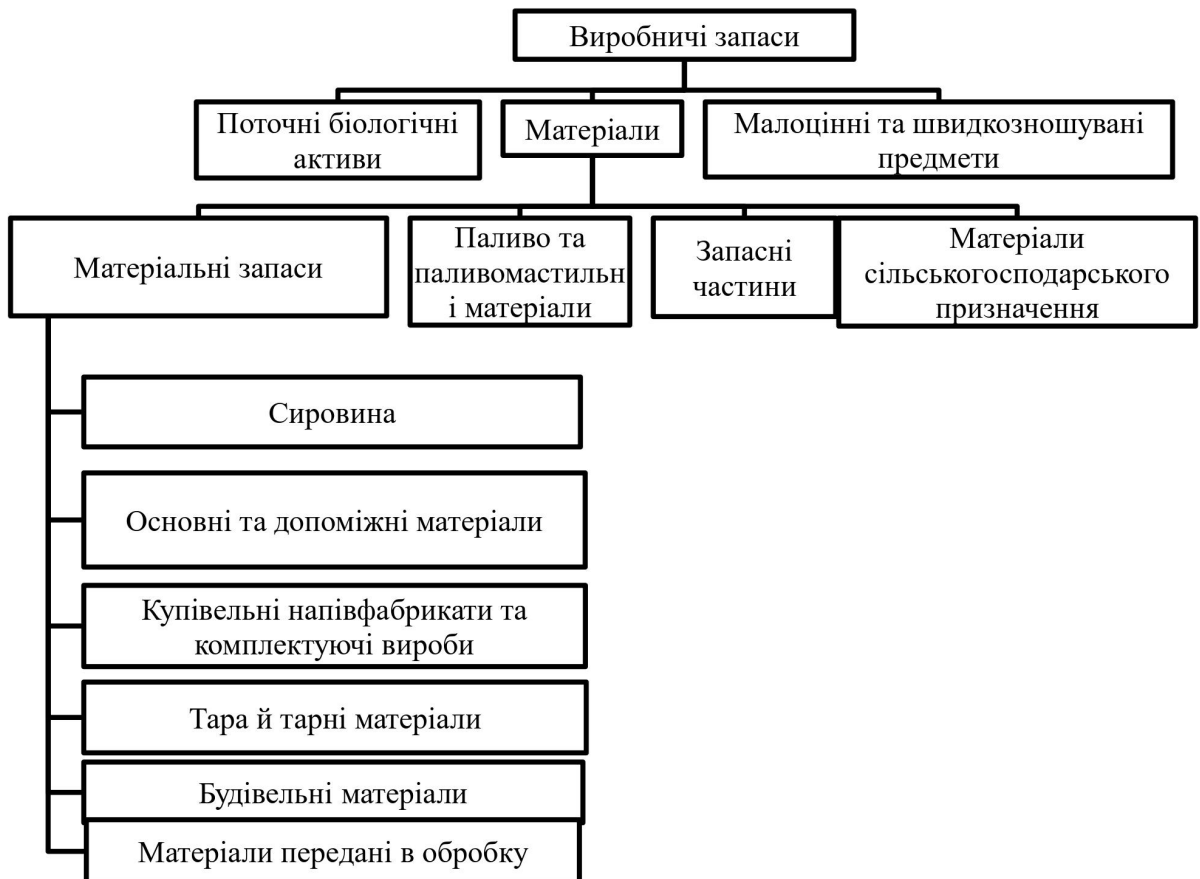 Виробничі запаси
Поточні біологічні
активи
Матеріали
Малоцінні та швидкозношувані
предмети
Матеріальні запаси
Паливо та
паливомастильн
і матеріали
Запасні
частини
Матеріали
сільськогосподарського
призначення
Сировина
Основні та допоміжні матеріали
Купівельні напівфабрикати та
комплектуючі вироби
Тара й тарні матеріали
Будівельні матеріали
Матеріали передані в обробку